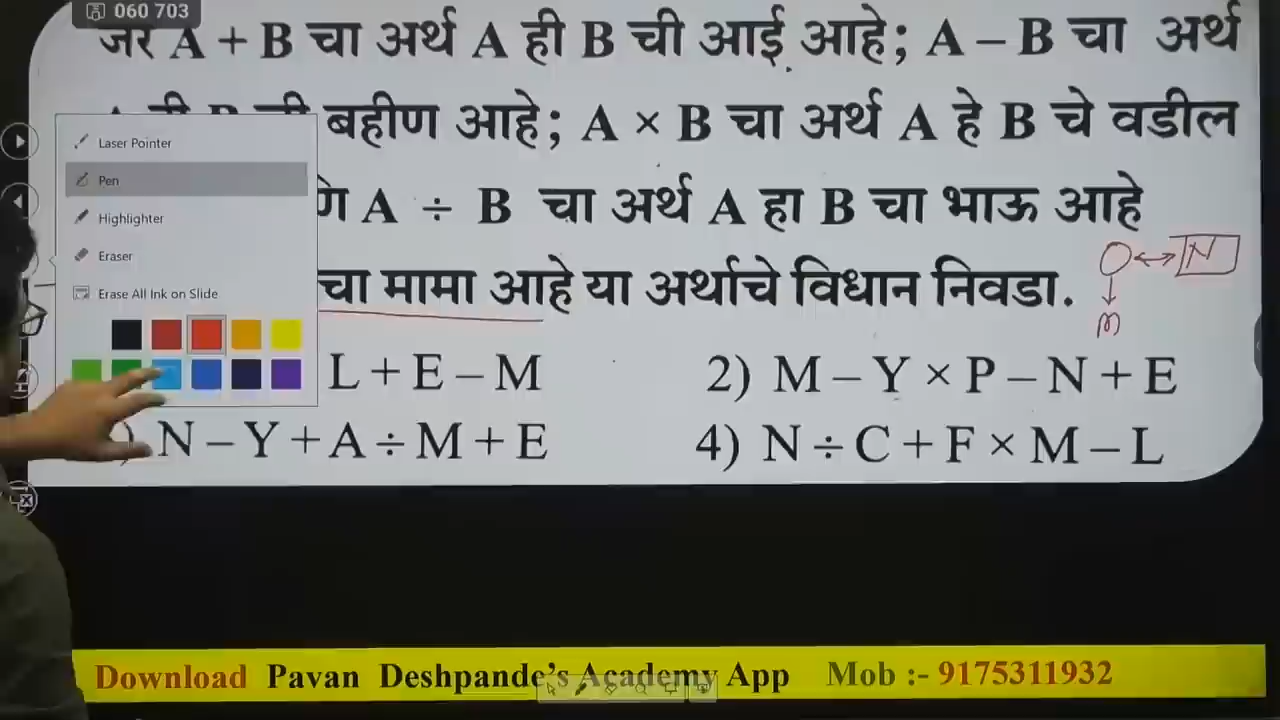 060 703
जर A + B चा अर्थ A ही B ची आई आहे; A – B चा अर्थ
बहीण आहे; A × B चा अर्थ A हे B चे वडील
A ÷ B चा अर्थ A हा B चा भाऊ आहे
चा मामा आहे या अर्थाचे विधान निवडा.
N
m
Laser Pointer
Pen
Highlighter
Eraser
Erase All Ink on Slide
L + E – M
2) M – Y × P – N + E
) N – Y + A ÷ M + E
4) N ÷ C + F × M – L
Download Pavan Deshpande's Academy App Mob :- 9175311932